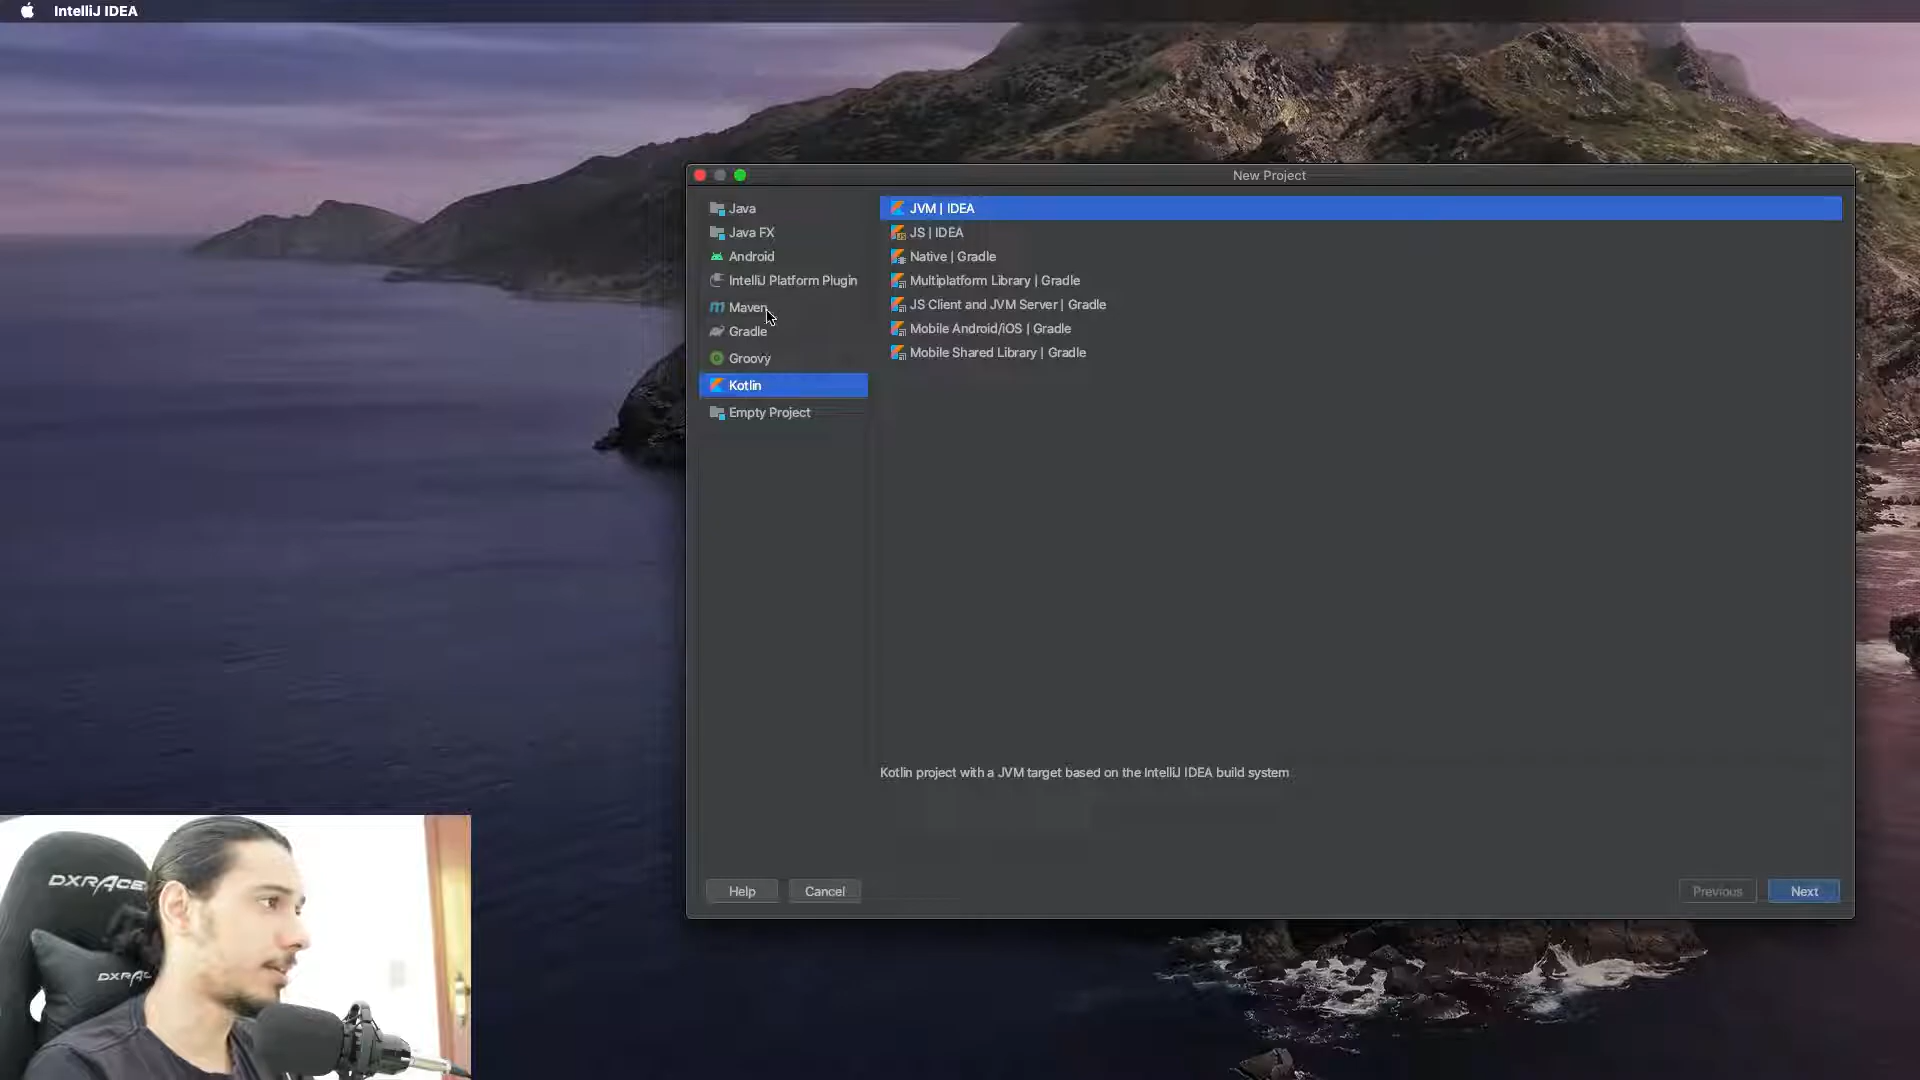 IntelliJ IDEA
New Project
Java
Java FX
Android
IntelliJ Platform Plugin
Maven
Gradle
Groovy
Kotlin
Empty Project
JVM | IDEA
JS | IDEA
Native | Gradle
Multiplatform Library | Gradle
JS Client and JVM Server | Gradle
Mobile Android/iOS | Gradle
Mobile Shared Library | Gradle
Kotlin project with a JVM target based on the IntelliJ IDEA build system
Help
Cancel
Previous
Next
DXRACE
DXRA